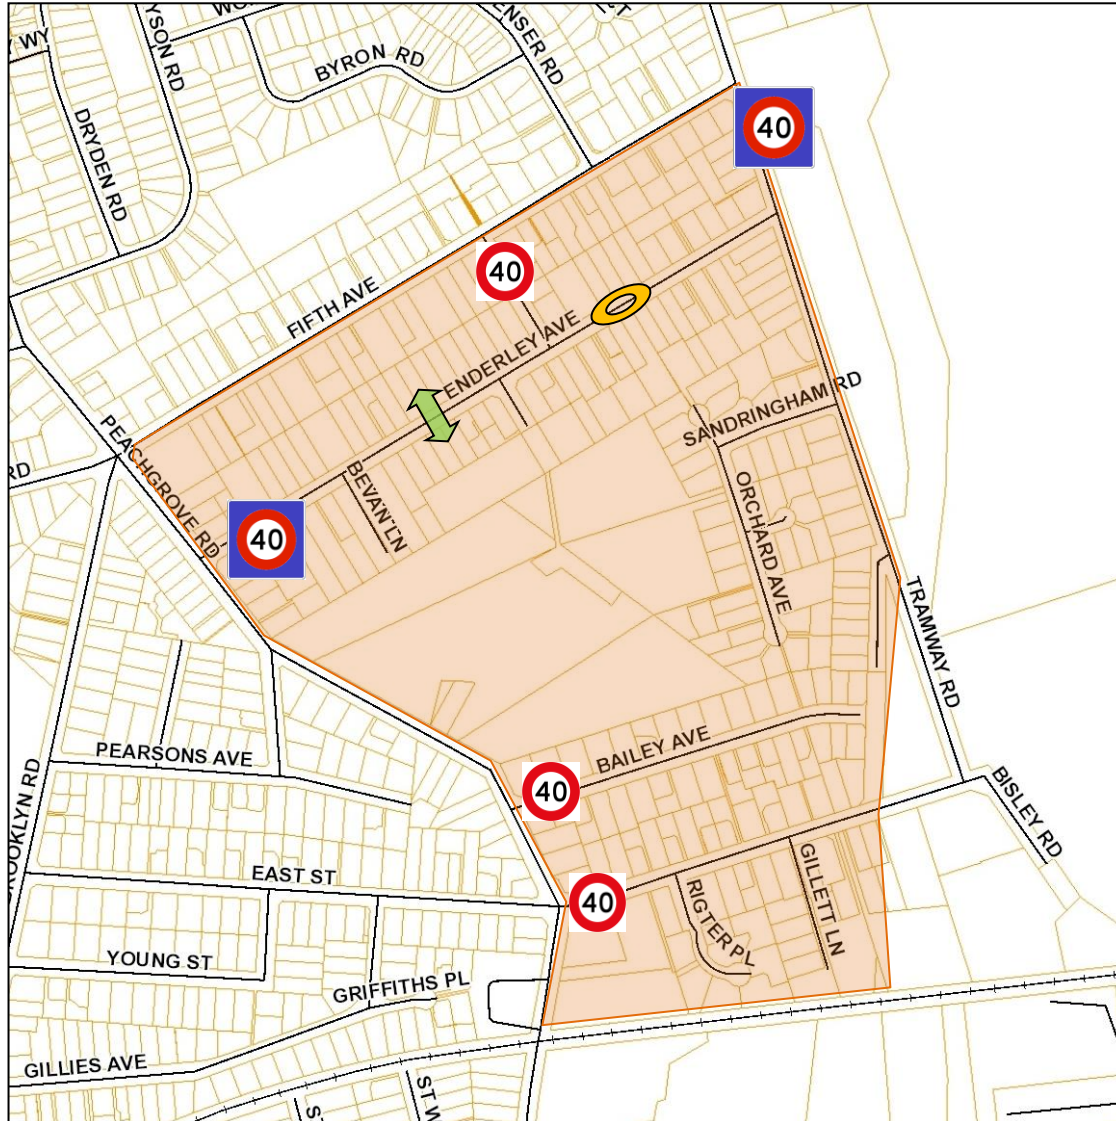 BYRON RD
DRYDEN RD
40
40
FIFTH AVE
ENDERLEY AVE
SANDRINGHAM RD
PEACHGROVE RD
RD
BEVAN LN
ORCHARD AVE
40
TRAMWAY RD
BAILEY AVE
PEARSONS AVE
40
BISLEY RD
EAST ST
40
GILLETT LN
RIGTER PL
YOUNG ST
GRIFFITHS PL
GILLIES AVE